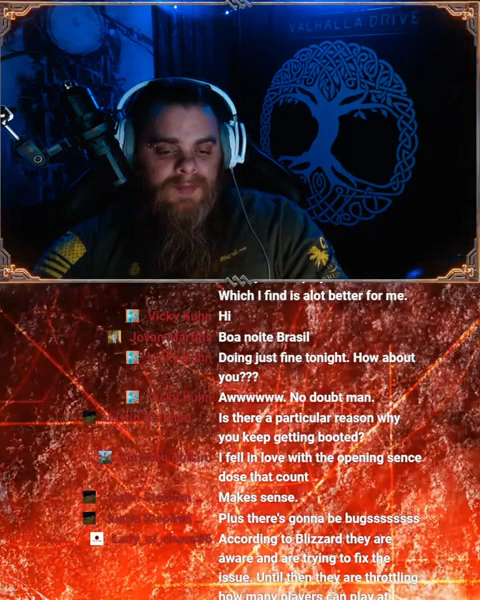 VALHALLA DRIVE
Which I find is alot better for me.
Hi
Boa noite Brasil
Doing just fine tonight. How about
you???
Awwwwww. No doubt man.
Is there a particular reason why
you keep getting booted?
I fell in love with the opening sence
dose that count
Makes sense.
Plus there's gonna be bugssssssss
According to Blizzard they are
aware and are trying to fix the
issue. Until then they are throttling
how many players can play at